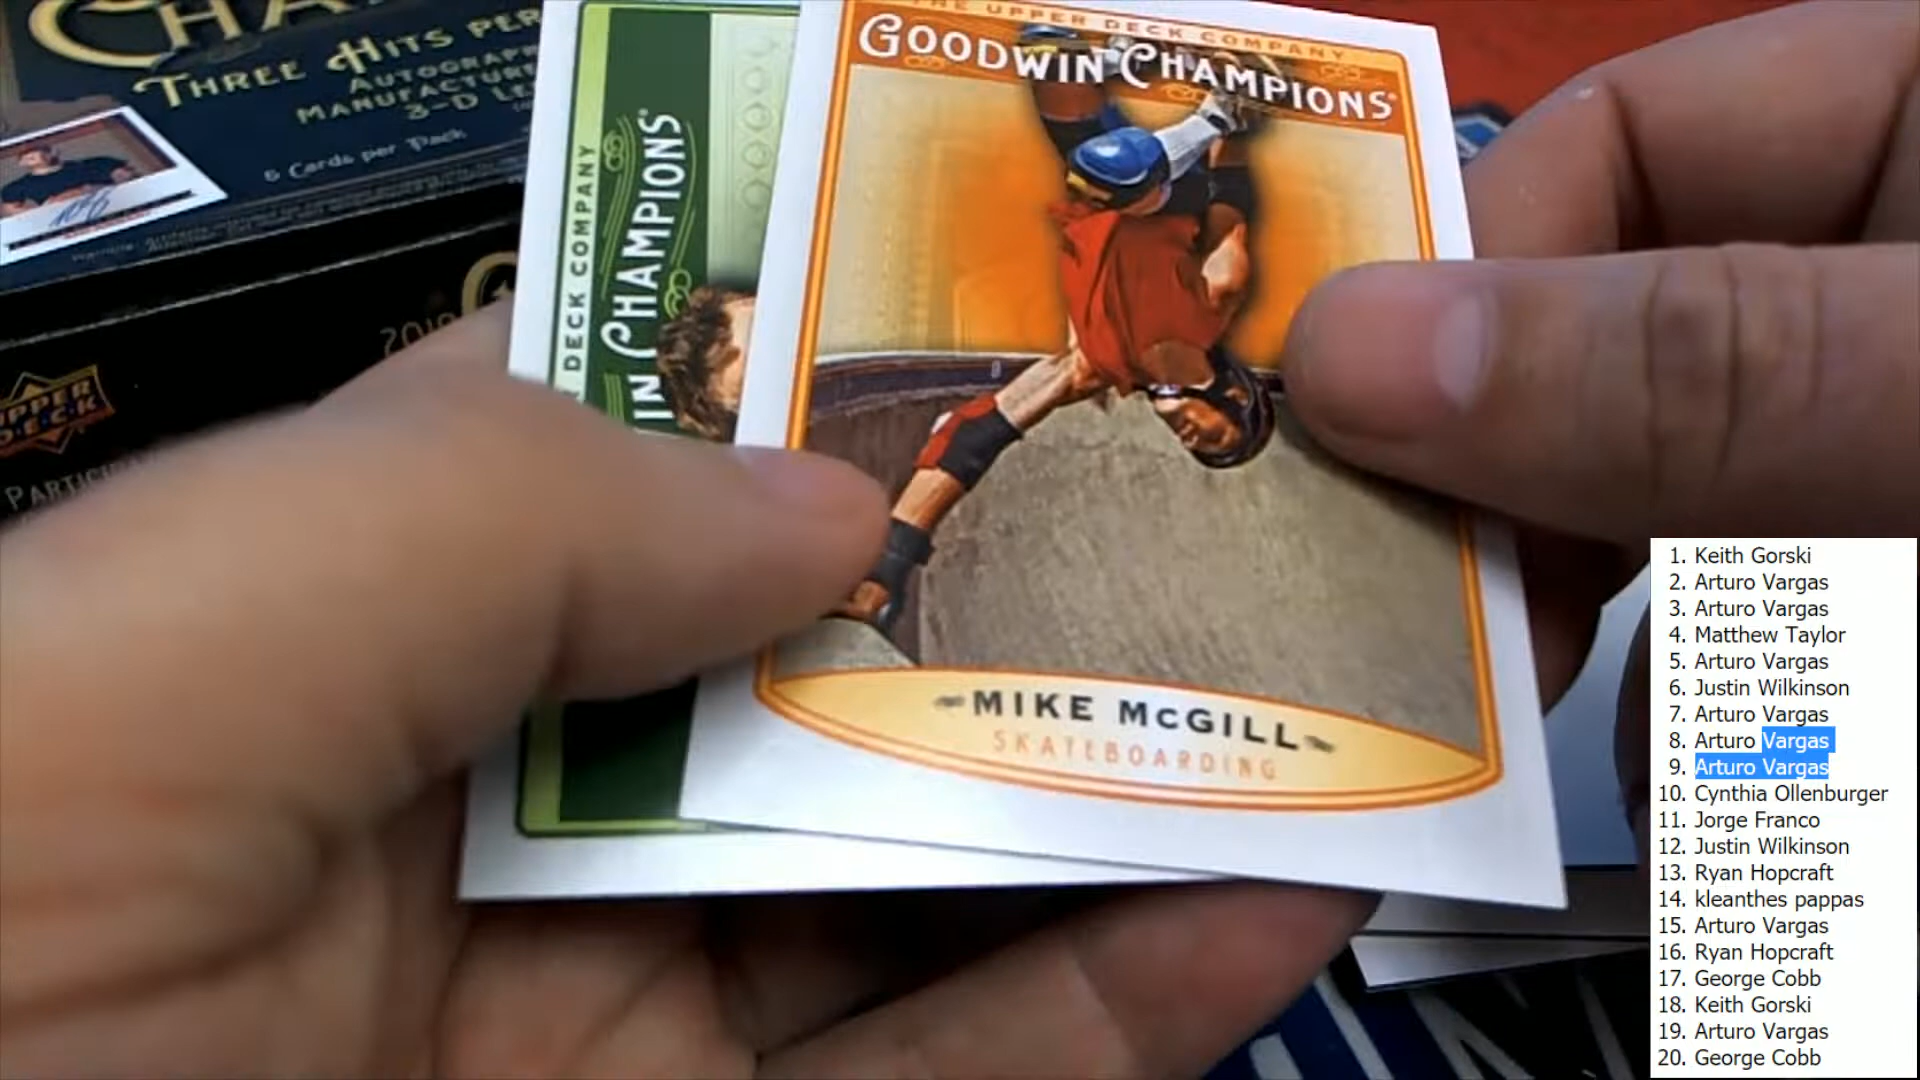 CHAMP
THREE HITS PER
AUTOGRAPH
MANUFACTURE
3-D LE
6 Cards per Pack
2019
UPPER
D.E.C.K
PARTICI
DECK COMPANY
IN CHAMPIONS
THE UPPER DECK COMPANY
GOODWIN CHAMPIONS
MIKE McGILL
SKATEBOARDING
1. Keith Gorski
2. Arturo Vargas
3. Arturo Vargas
4. Matthew Taylor
5. Arturo Vargas
6. Justin Wilkinson
7. Arturo Vargas
8. Arturo Vargas
9. Arturo Vargas
10. Cynthia Ollenburger
11. Jorge Franco
12. Justin Wilkinson
13. Ryan Hopcraft
14. kleanthes pappas
15. Arturo Vargas
16. Ryan Hopcraft
17. George Cobb
18. Keith Gorski
19. Arturo Vargas
20. George Cobb